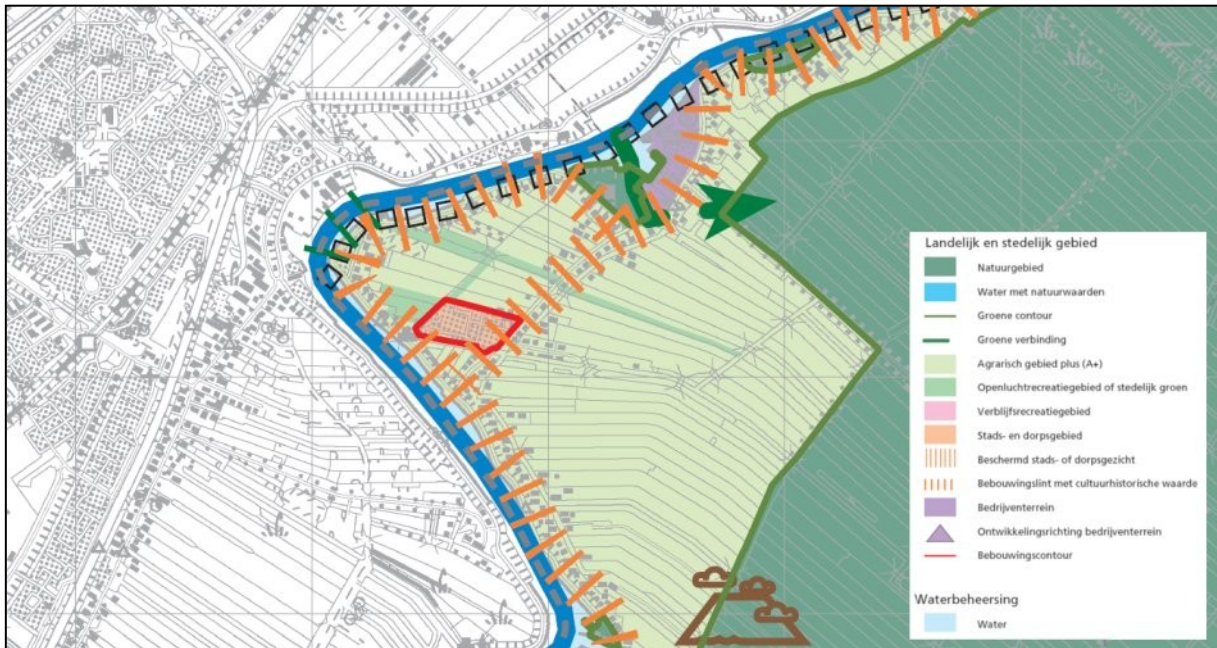 Landelijk en stedelijk gebied
Natuurgebied
Water met natuurwaarden
Groene contour
Groene verbinding
Agrarisch gebied plus (A+)
Openluchtrecreatiegebied of stedelijk groen
Verblijfsrecreatiegebied
Stads- en dorpsgebied
Beschermd stads- of dorpsgezicht
Bebouwingslint met cultuurhistorische waarde
Bedrijventerrein
Ontwikkelingsrichting bedrijventerrein
Bebouwingscontour
Waterbeheersing
Water